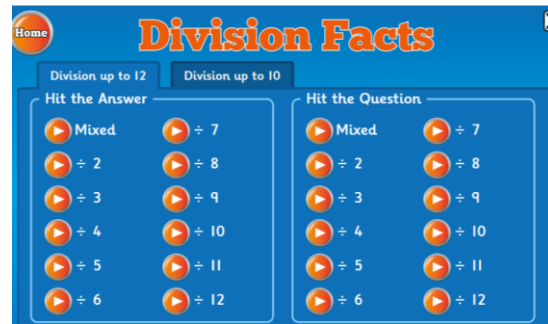 Home
Division Facts
Division up to 12
Division up to 10
Hit the Answer
Mixed
÷ 7
÷ 2
÷ 8
÷ 3
÷ 9
÷ 4
÷ 10
÷ 5
÷ 11
÷ 6
÷ 12
Hit the Question
Mixed
÷ 7
÷ 2
÷ 8
÷ 3
÷ 9
÷ 4
÷ 10
÷ 5
÷ 11
÷ 6
÷ 12